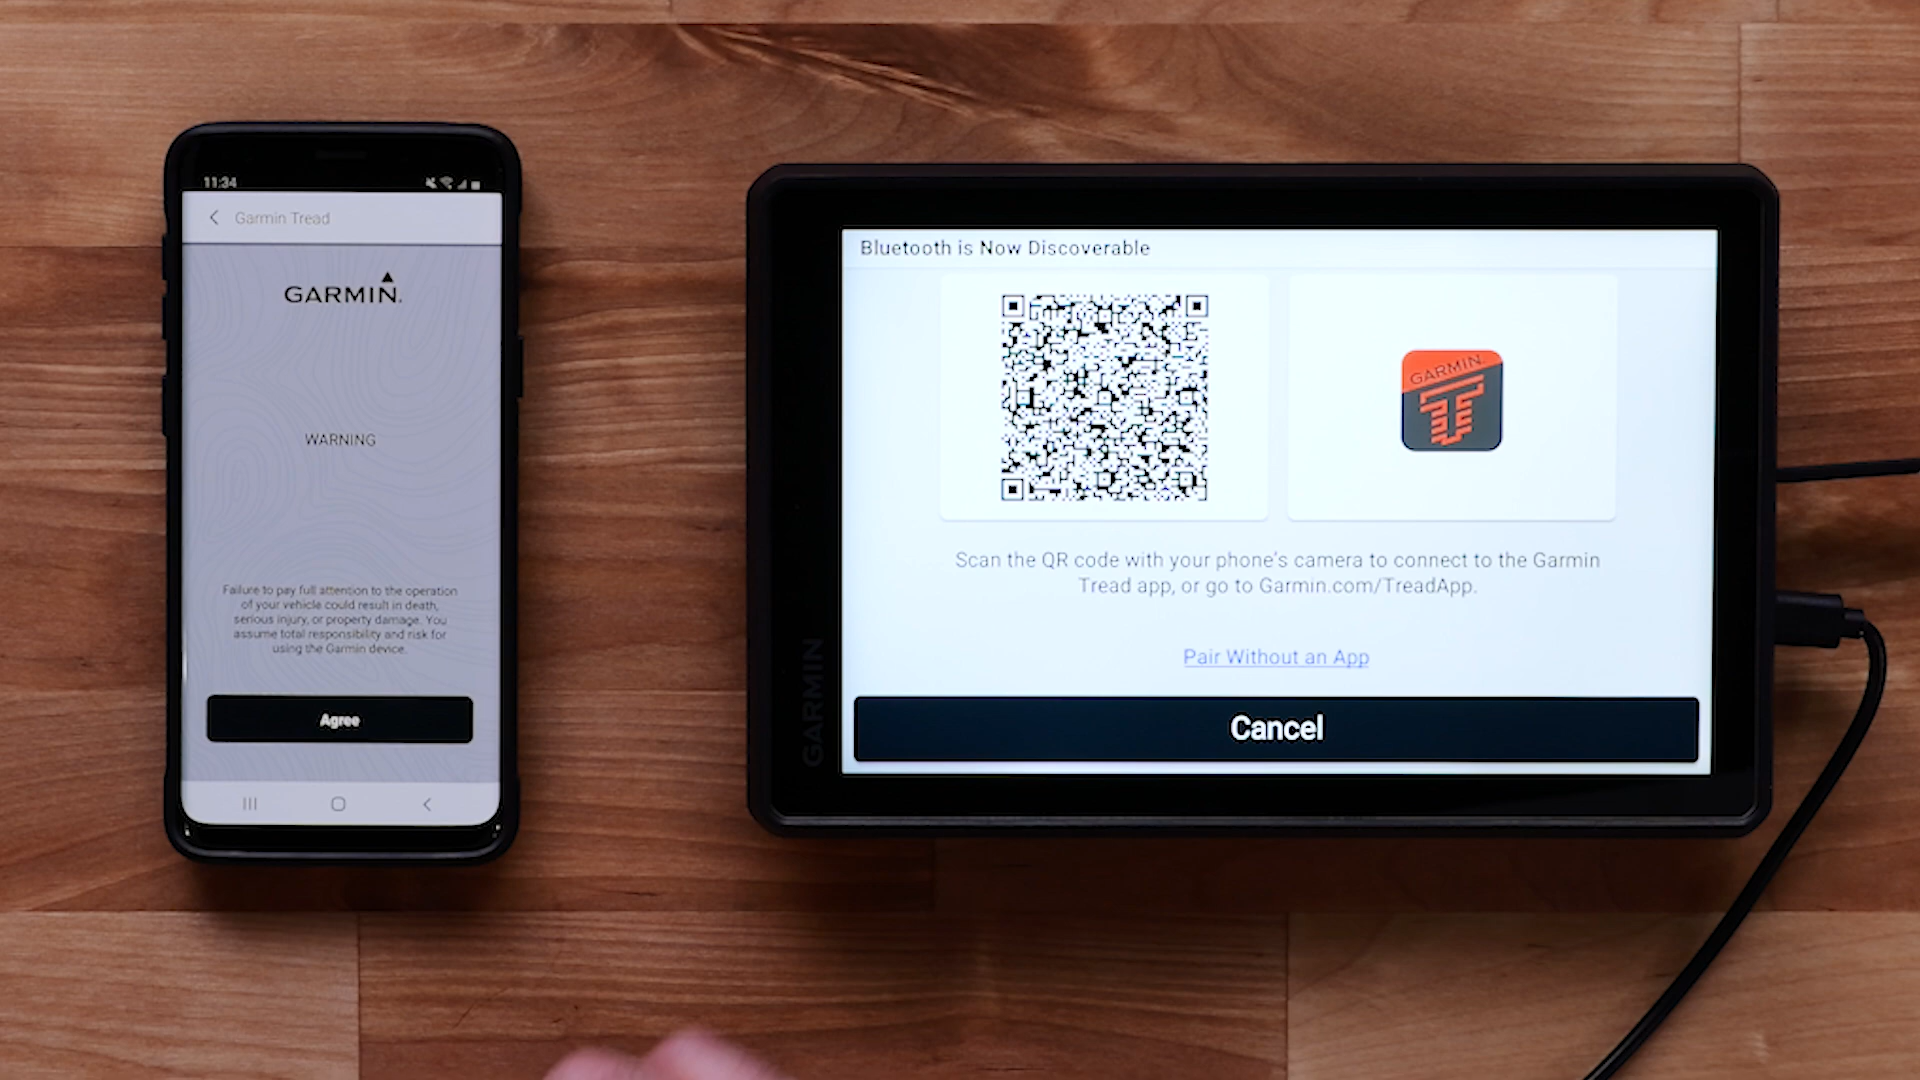 11:34
Garmin Tread
GARMIN
WARNING
Failure to pay full attention to the operation
of your vehicle could result in death,
serious injury, or property damage. You
assume total responsibility and risk for
using the Garmin device.
Agree
GARMIN
Bluetooth is Now Discoverable
GARMIN
Scan the QR code with your phone's camera to connect to the Garmin
Tread app, or go to Garmin.com/TreadApp.
Pair Without an App
Cancel